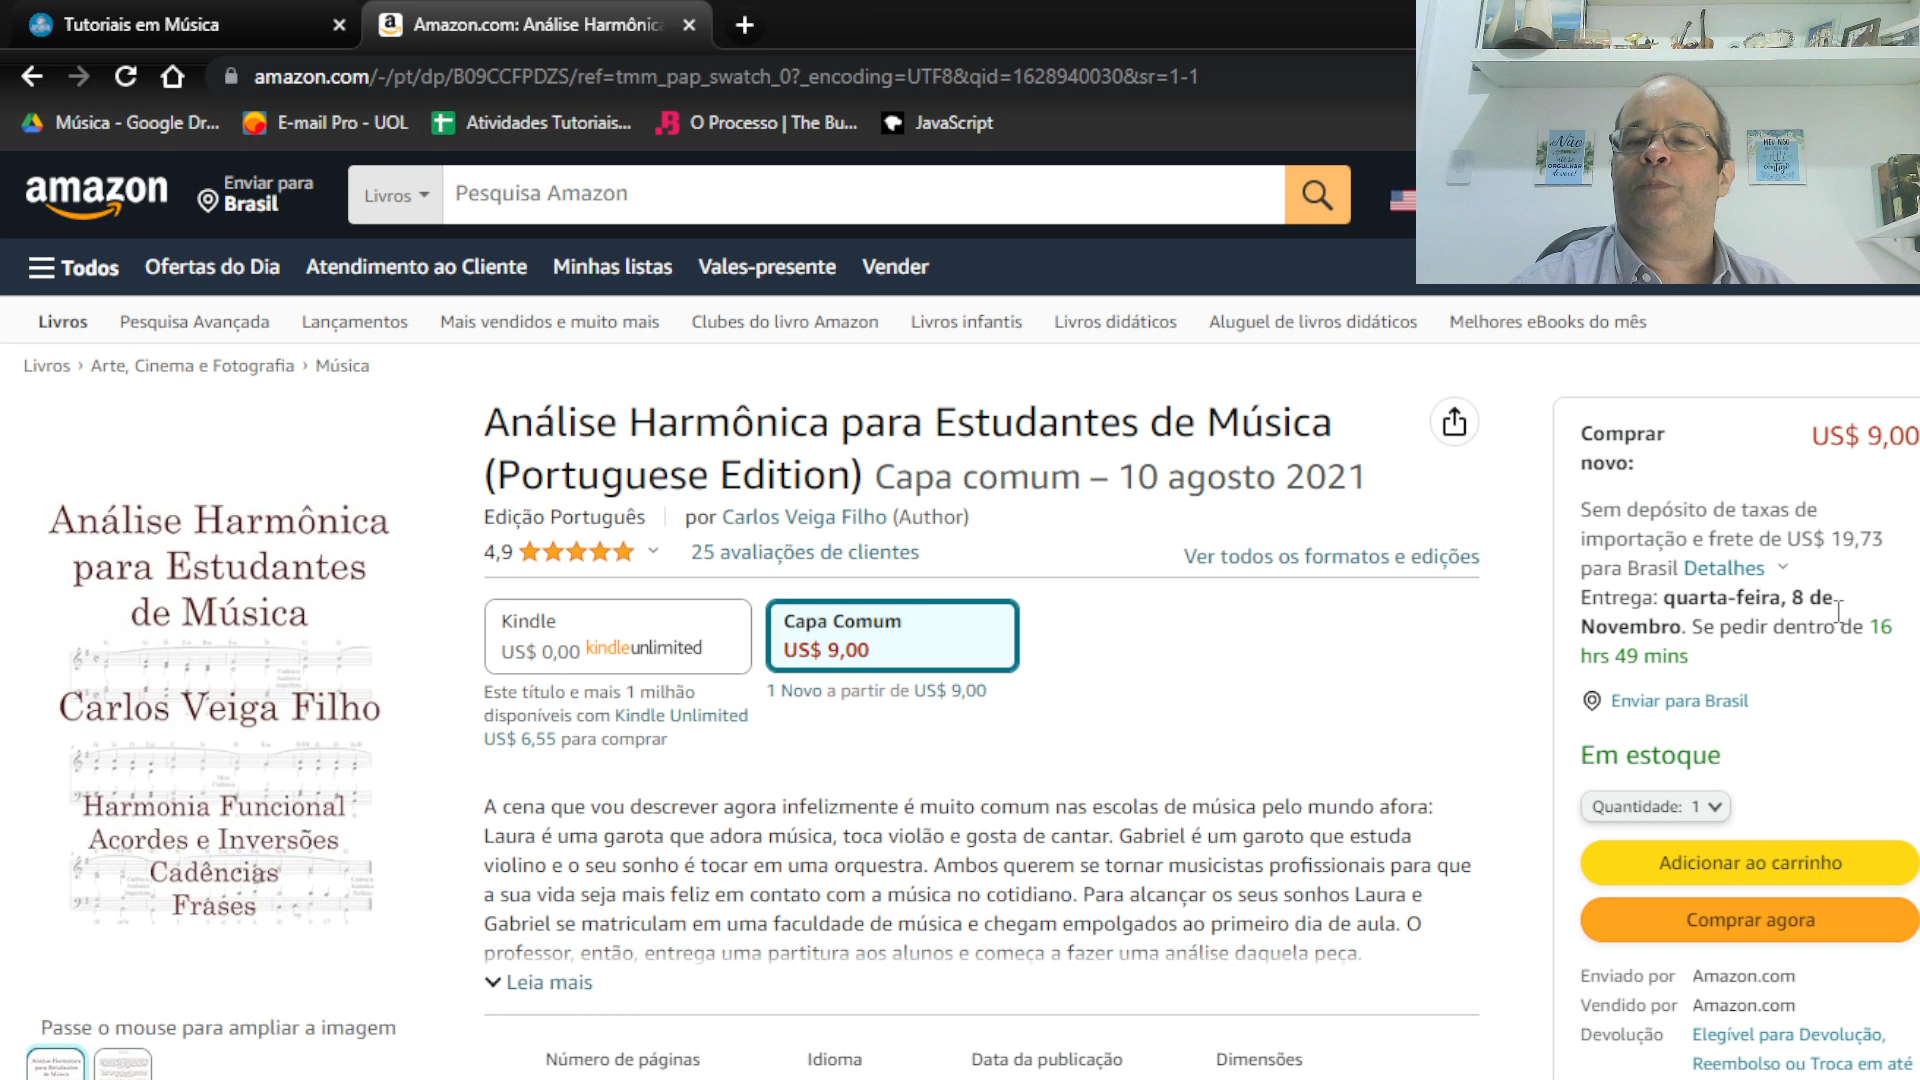 Tutoriais em Música
Amazon.com: Análise Harmônica
amazon.com/-/pt/dp/B09CCFPDZS/ref=tmm_pap_swatch_0?_encoding=UTF8&qid=1628940030&sr=1-1
Música - Google Dr...
E-mail Pro - UOL
Atividades Tutoriais...
O Processo | The Bu...
JavaScript
amazon
Enviar para
Brasil
Livros
Pesquisa Amazon
Não
MEU
LUZ
contigo
Todos
Ofertas do Dia
Atendimento ao Cliente
Minhas listas
Vales-presente
Vender
Livros
Pesquisa Avançada
Lançamentos
Mais vendidos e muito mais
Clubes do livro Amazon
Livros infantis
Livros didáticos
Aluguel de livros didáticos
Melhores eBooks do mês
Livros › Arte, Cinema e Fotografia › Música
Análise Harmônica
para Estudantes
de Música
Carlos Veiga Filho
Harmonia Funcional
Acordes e Inversões
Cadências
Frases
Passe o mouse para ampliar a imagem
Análise Harmônica para Estudantes de Música
(Portuguese Edition) Capa comum – 10 agosto 2021
Edição Português
por Carlos Veiga Filho (Author)
4,9
25 avaliações de clientes
Ver todos os formatos e edições
Kindle
US$ 0,00 kindleunlimited
Este título e mais 1 milhão
disponíveis com Kindle Unlimited
US$ 6,55 para comprar
Capa Comum
US$ 9,00
1 Novo a partir de US$ 9,00
A cena que vou descrever agora infelizmente é muito comum nas escolas de música pelo mundo afora:
Laura é uma garota que adora música, toca violão e gosta de cantar. Gabriel é um garoto que estuda
violino e o seu sonho é tocar em uma orquestra. Ambos querem se tornar musicistas profissionais para que
a sua vida seja mais feliz em contato com a música no cotidiano. Para alcançar os seus sonhos Laura e
Gabriel se matriculam em uma faculdade de música e chegam empolgados ao primeiro dia de aula. O
professor, então, entrega uma partitura aos alunos e começa a fazer uma análise daquela peça.
Leia mais
Número de páginas
Idioma
Data da publicação
Dimensões
Comprar
novo:
US$ 9,00
Sem depósito de taxas de
importação e frete de US$ 19,73
para Brasil Detalhes
Entrega: quarta-feira, 8 de
Novembro. Se pedir dentro de 16
hrs 49 mins
Enviar para Brasil
Em estoque
Quantidade: 1
Adicionar ao carrinho
Comprar agora
Enviado por Amazon.com
Vendido por Amazon.com
Devolução Elegível para Devolução,
Reembolso ou Troca em até